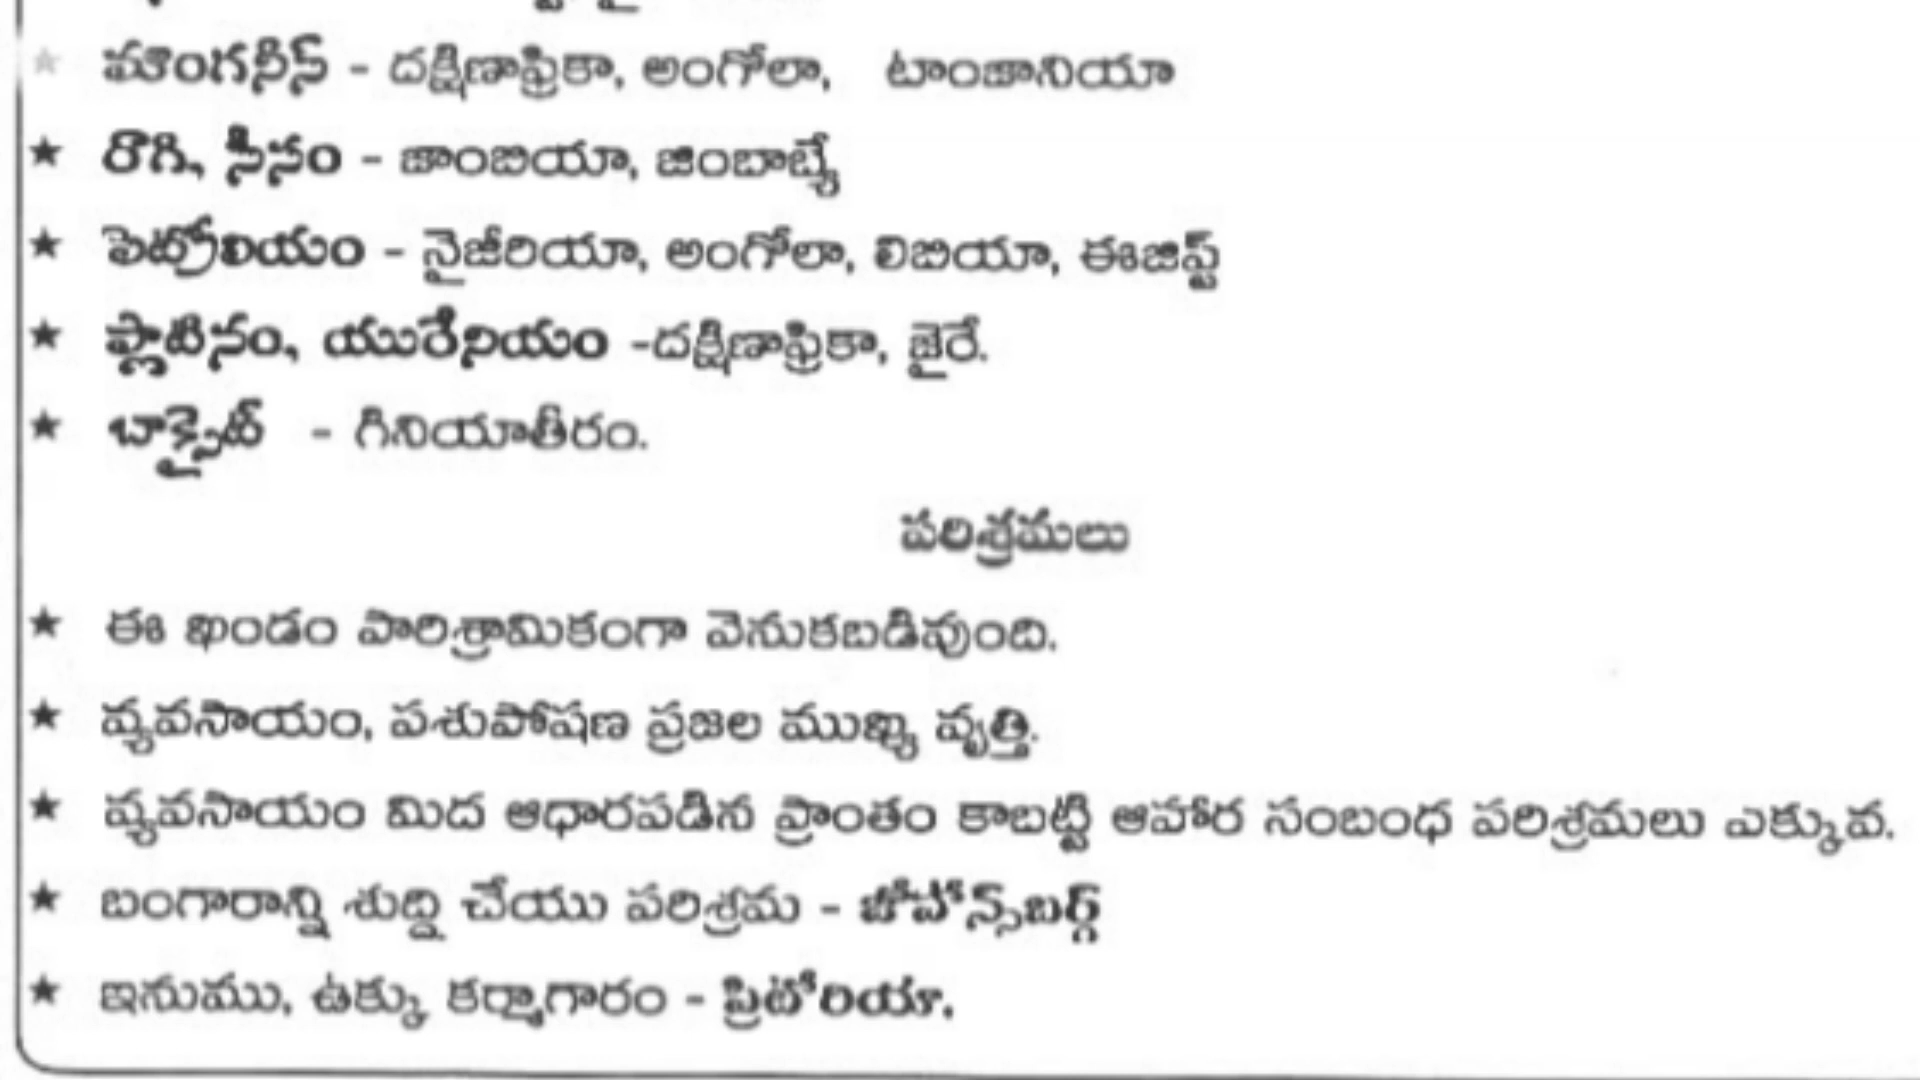 ★ మాంగనీస్ - దక్షిణాఫ్రికా, అంగోలా, టాంజానియా
★ రాగి, సీసం - జాంబియా, జింబాబ్వే
★ పెట్రోలియం - నైజీరియా, అంగోలా, లిబియా, ఈజిప్ట్
★ ప్లాటినం, యురేనియం -దక్షిణాఫ్రికా, జైరే.
★ బాక్సైట్ - గినియాతీరం.
పరిశ్రమలు
★ ఈ ఖండం పారిశ్రామికంగా వెనుకబడివుంది.
★ వ్యవసాయం, పశుపోషణ ప్రజల ముఖ్య వృత్తి.
★ వ్యవసాయం మిద ఆధారపడిన ప్రాంతం కాబట్టి ఆహార సంబంధ పరిశ్రమలు ఎక్కువ.
★ బంగారాన్ని శుద్ది చేయు పరిశ్రమ - జోహోన్స్‌బర్గ్
★ ఇనుము, ఉక్కు కర్మాగారం - ప్రిటోరియా.